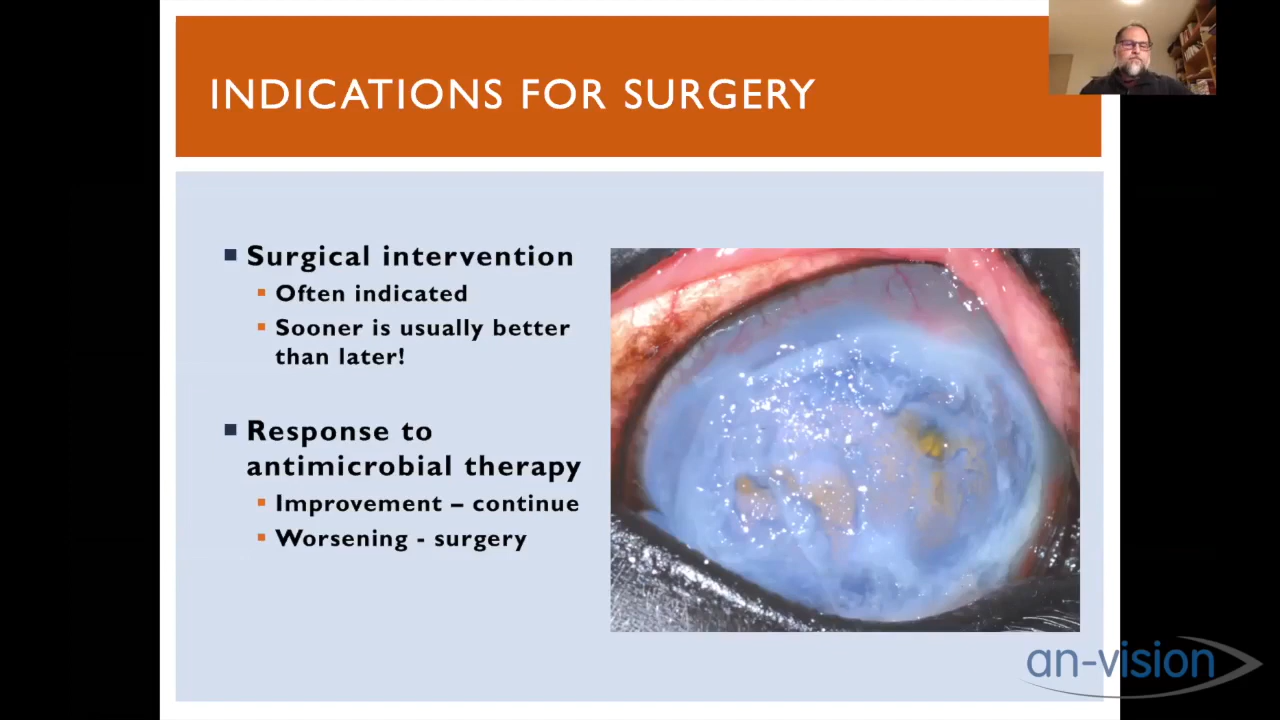 INDICATIONS FOR SURGERY
Surgical intervention
Often indicated
Sooner is usually better
than later!
Response to
antimicrobial therapy
Improvement – continue
Worsening - surgery
an-vision